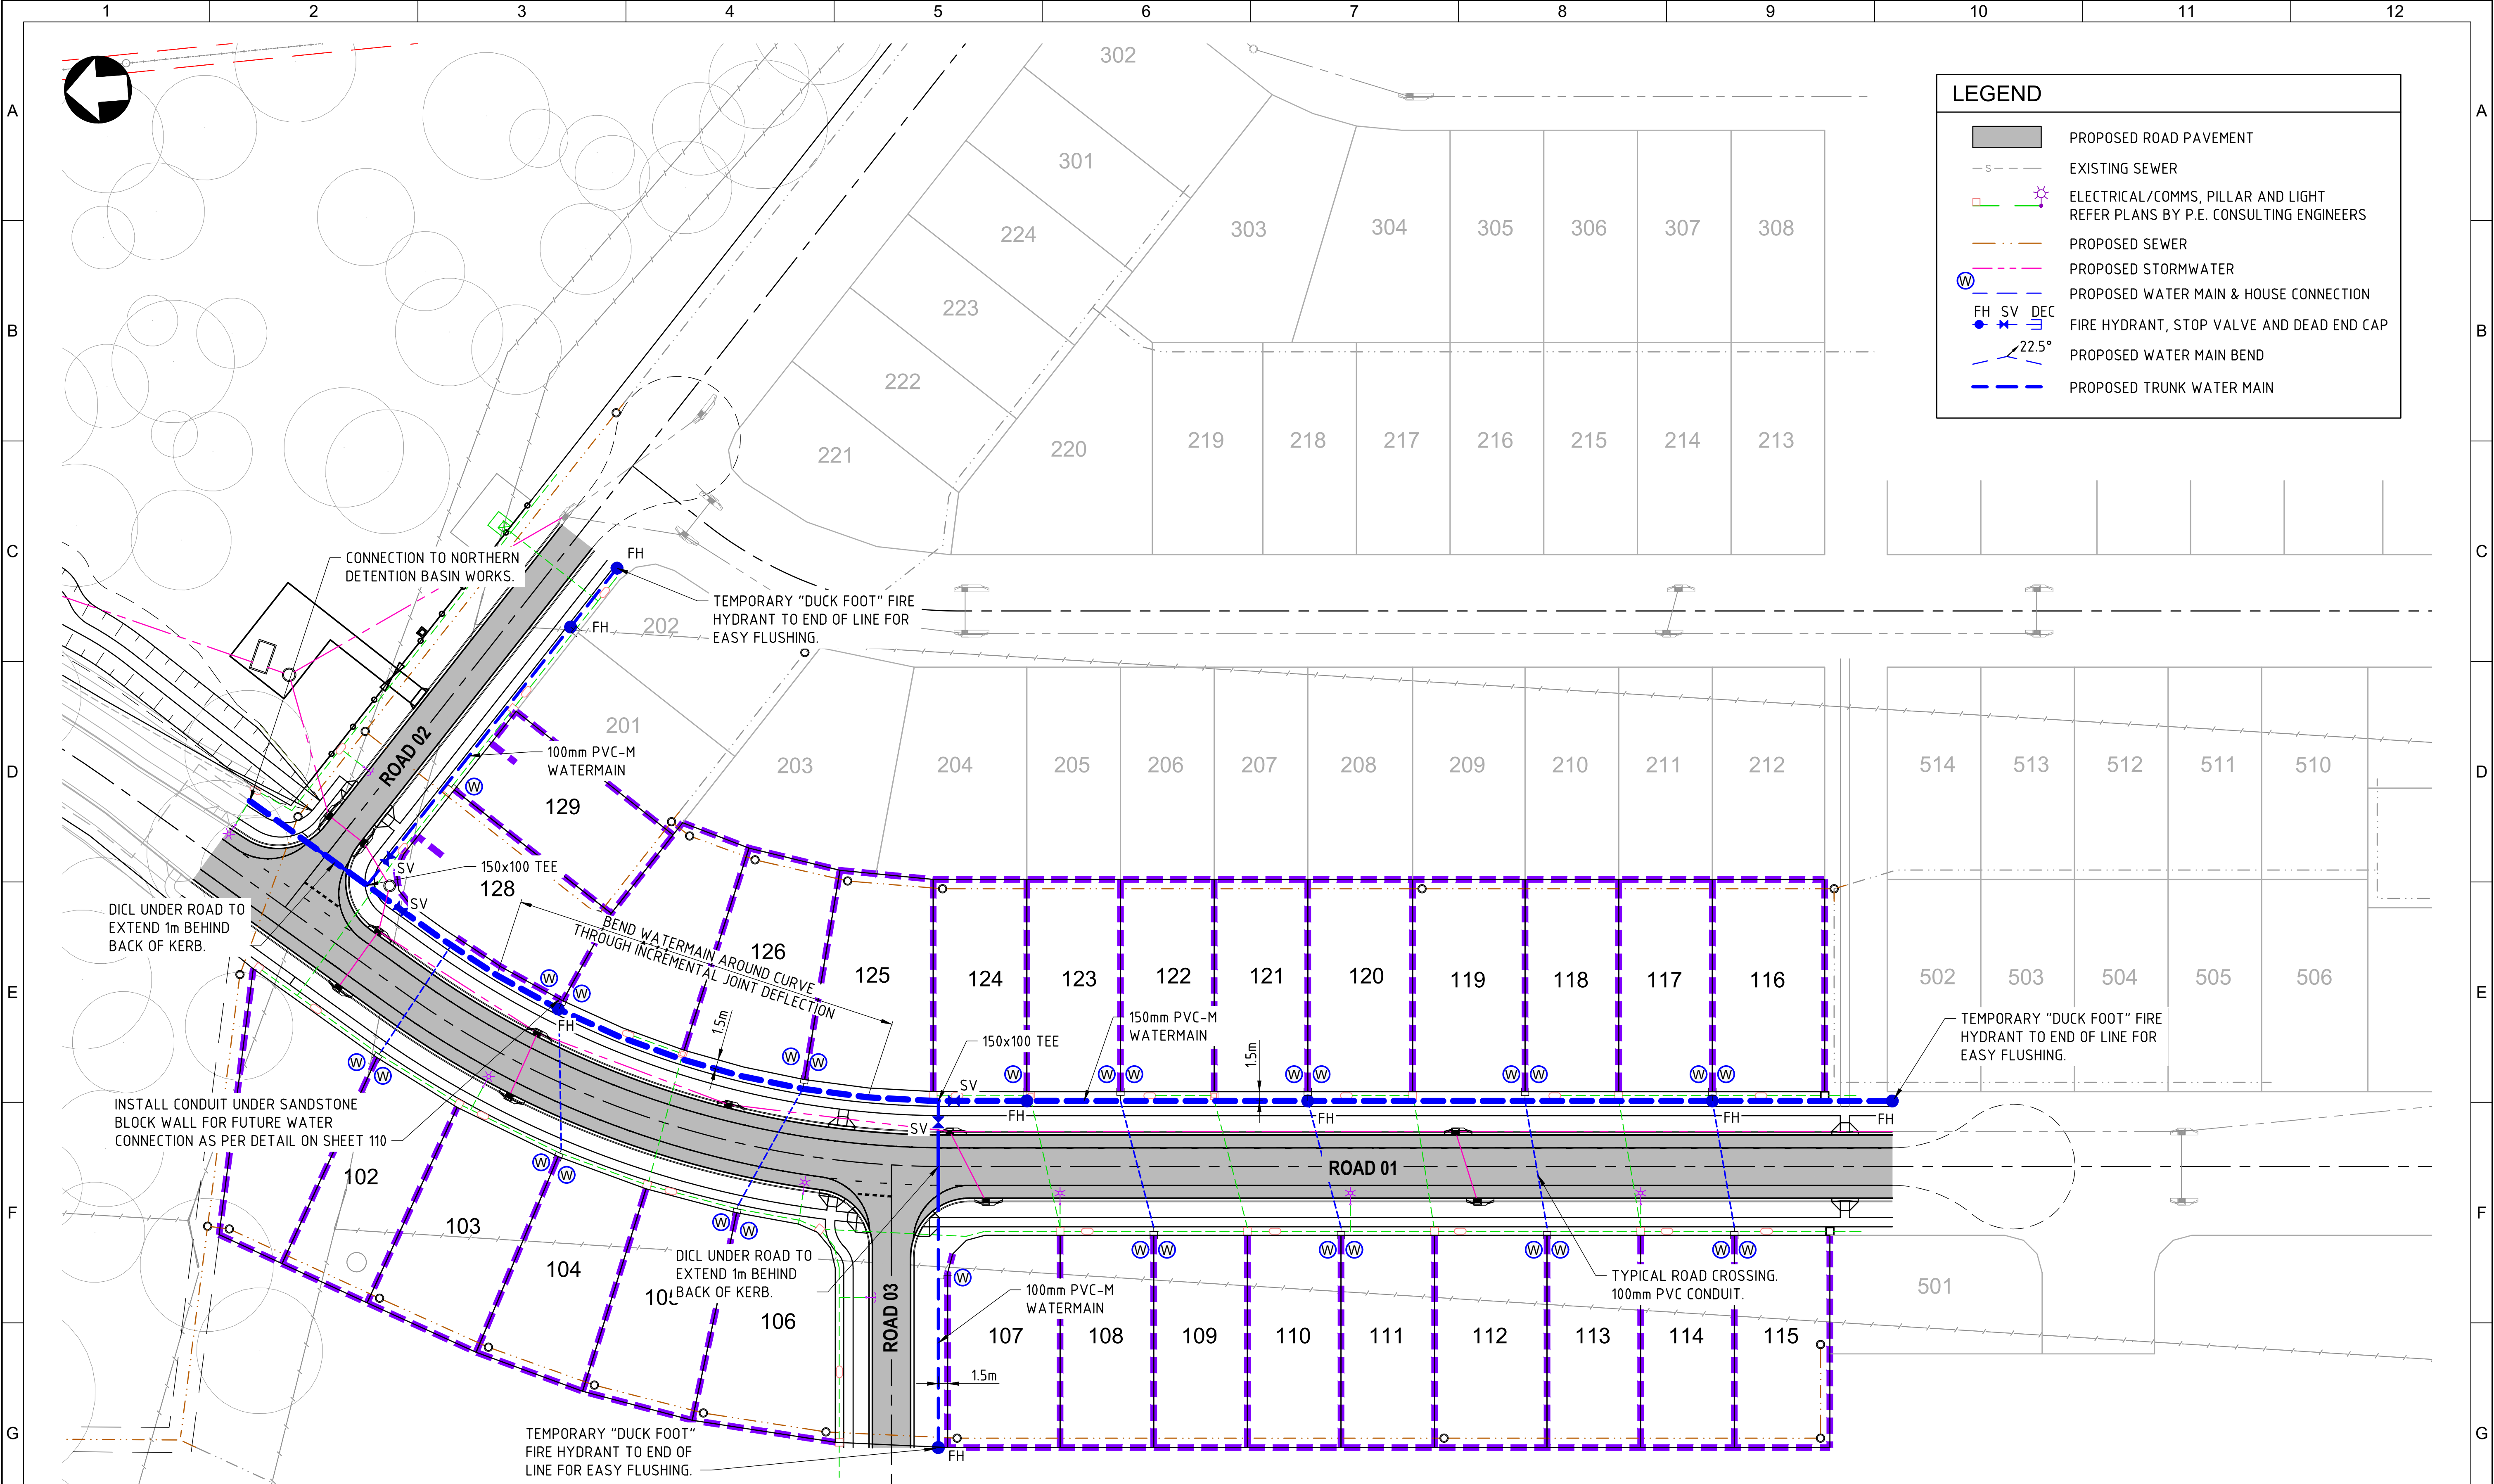 1 2 3 4 5 6 7 8 9 10 11 12
A A
B B
C C
D D
E E
F F
G G
LEGEND
PROPOSED ROAD PAVEMENT
S
EXISTING SEWER
ELECTRICAL/COMMS, PILLAR AND LIGHT
REFER PLANS BY P.E. CONSULTING ENGINEERS
PROPOSED SEWER
PROPOSED STORMWATER
W
PROPOSED WATER MAIN & HOUSE CONNECTION
FH SV DEC
FIRE HYDRANT, STOP VALVE AND DEAD END CAP
22.5°
PROPOSED WATER MAIN BEND
PROPOSED TRUNK WATER MAIN
302
301
224
223
222
221
220
303 304 305 306 307 308
219 218 217 216 215 214 213
CONNECTION TO NORTHERN
DETENTION BASIN WORKS.
FH
TEMPORARY "DUCK FOOT" FIRE
HYDRANT TO END OF LINE FOR
EASY FLUSHING.
FH
202
201
203
204 205 206 207 208 209 210 211 212
514 513 512 511 510
ROAD 02
100mm PVC-M
WATERMAIN
W
129
SV
150x100 TEE
128
SV
DICL UNDER ROAD TO
EXTEND 1m BEHIND
BACK OF KERB.
BEND WATERMAIN AROUND CURVE
THROUGH INCREMENTAL JOINT DEFLECTION
126
125 124 123 122 121 120 119 118 117 116
502 503 504 505 506
W W
FH
1.5m
W W
150x100 TEE
150mm PVC-M
WATERMAIN
1.5m
TEMPORARY "DUCK FOOT" FIRE
HYDRANT TO END OF LINE FOR
EASY FLUSHING.
W W W W W W W W W
SV
FH FH FH FH
SV
W W
INSTALL CONDUIT UNDER SANDSTONE
BLOCK WALL FOR FUTURE WATER
CONNECTION AS PER DETAIL ON SHEET 110
102
W W
103
104
W W
106
ROAD 01
DICL UNDER ROAD TO
EXTEND 1m BEHIND
BACK OF KERB.
ROAD 03
W
W W W W W W W W
100mm PVC-M
WATERMAIN
TYPICAL ROAD CROSSING.
100mm PVC CONDUIT.
501
107 108 109 110 111 112 113 114 115
1.5m
TEMPORARY "DUCK FOOT"
FIRE HYDRANT TO END OF
LINE FOR EASY FLUSHING.
FH